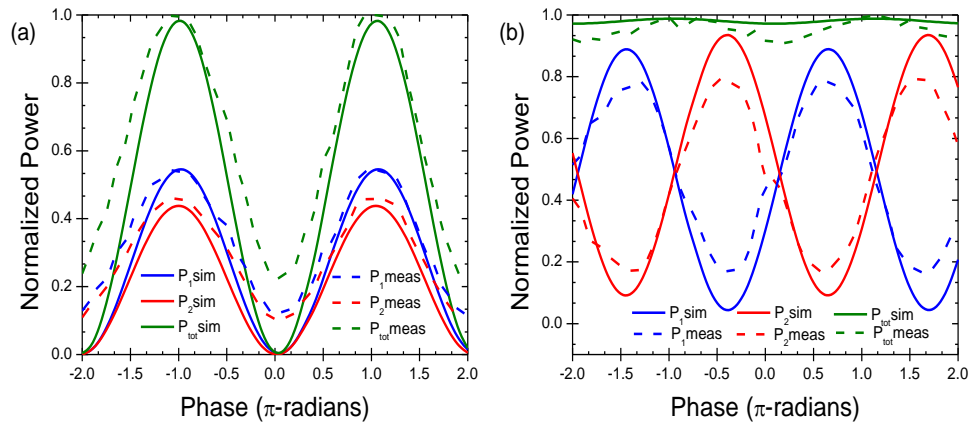 (a)
Normalized Power
1.0
0.8
0.6
0.4
0.2
0.0
P1sim
P2sim
Ptotsim
P1meas
P2meas
Ptotmeas
-2.0 -1.5 -1.0 -0.5 0.0 0.5 1.0 1.5 2.0
Phase (π-radians)
(b)
Normalized Power
1.0
0.8
0.6
0.4
0.2
0.0
P1sim P2sim Ptotsim
P1meas P2meas Ptotmeas
-2.0 -1.5 -1.0 -0.5 0.0 0.5 1.0 1.5 2.0
Phase (π-radians)